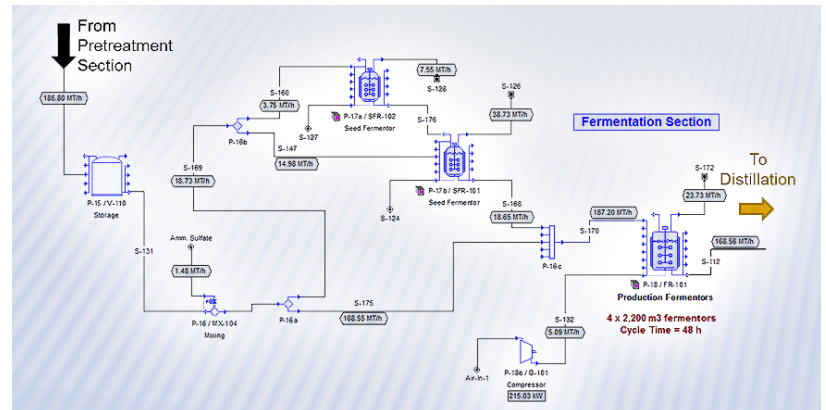 From
Pretreatment
Section
185.80 MT/h
P-15 / V-110
Storage
S-131
Amm. Sulfate
1.48 MT/h
P-16 / MX-104
Mixing
P-16a
S-169
18.73 MT/h
P-16b
S-160
3.75 MT/h
S-147
14.98 MT/h
S-127
P-17a / SFR-102
Seed Fermentor
7.55 MT/h
S-128
S-176
S-126
38.73 MT/h
P-17b / SFR-101
Seed Fermentor
S-124
S-168
18.65 MT/h
S-175
168.55 MT/h
P-16c
S-170
187.20 MT/h
Fermentation Section
S-172
23.73 MT/h
To
Distillation
168.56 MT/h
S-112
P-18 / FR-101
Production Fermentors
4 x 2,200 m3 fermentors
Cycle Time = 48 h
S-132
5.09 MT/h
Air-In-1
P-18b / G-101
Compressor
215.03 kW